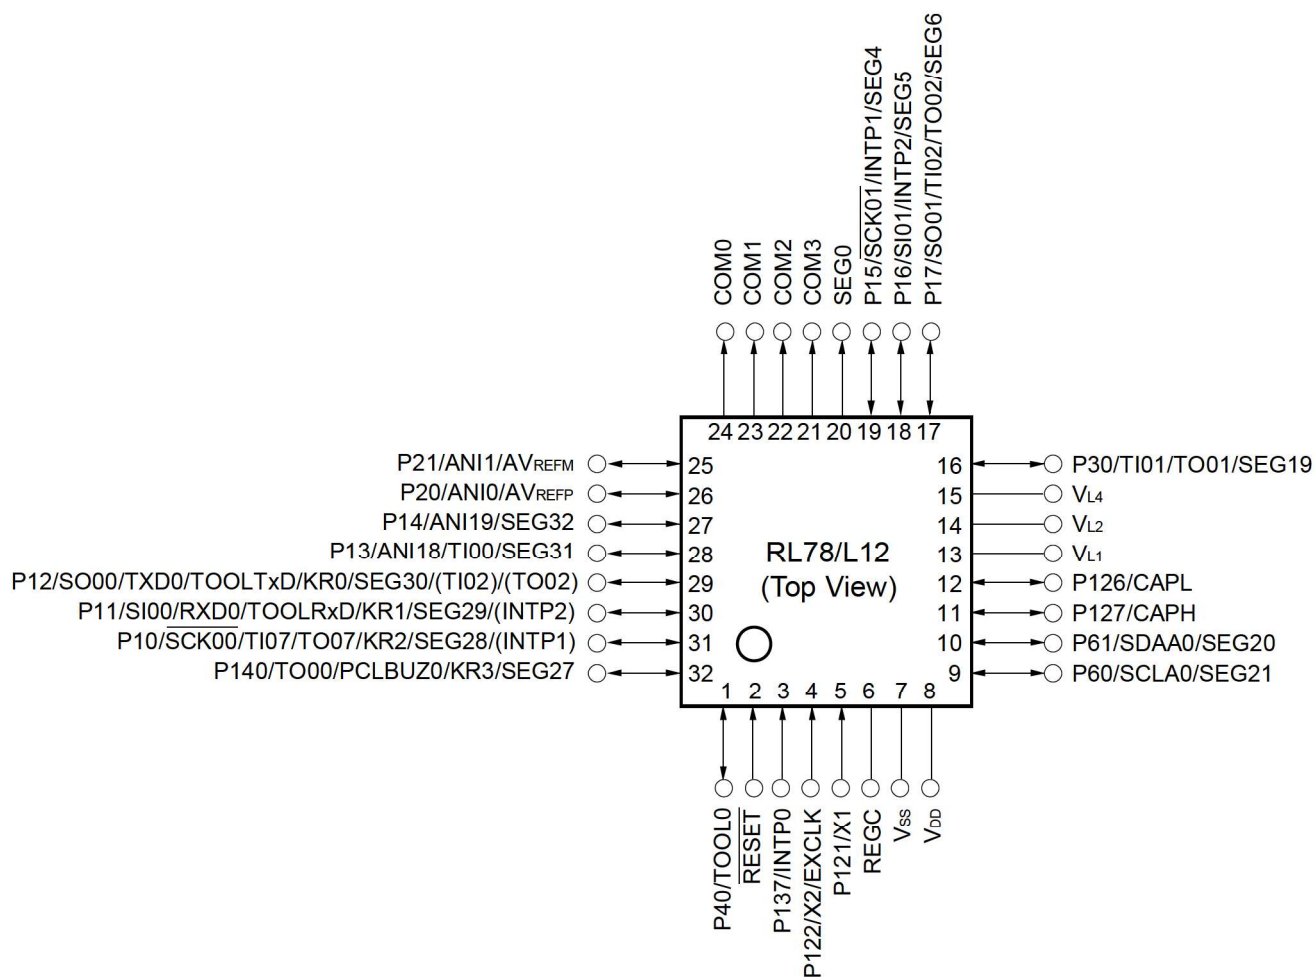 COM0
COM1
COM2
COM3
SEG0
P15/SCK01/INTP1/SEG4
P16/SI01/INTP2/SEG5
P17/SO01/TI02/TO02/SEG6
24 23 22 21 20 19 18 17
P21/ANI1/AVREFM 25
P20/ANI0/AVREFP 26
P14/ANI19/SEG32 27
P13/ANI18/TI00/SEG31 28
P12/SO00/TXD0/TOOLTxD/KR0/SEG30/(TI02)/(TO02) 29
P11/SI00/RXD0/TOOLRxD/KR1/SEG29/(INTP2) 30
P10/SCK00/TI07/TO07/KR2/SEG28/(INTP1) 31
P140/TO00/PCLBUZ0/KR3/SEG27 32
RL78/L12
(Top View)
16 P30/TI01/TO01/SEG19
15 VL4
14 VL2
13 VL1
12 P126/CAPL
11 P127/CAPH
10 P61/SDAA0/SEG20
9 P60/SCLA0/SEG21
1 2 3 4 5 6 7 8
P40/TOOL0
RESET
P137/INTP0
P122/X2/EXCLK
P121/X1
REGC
VSS
VDD